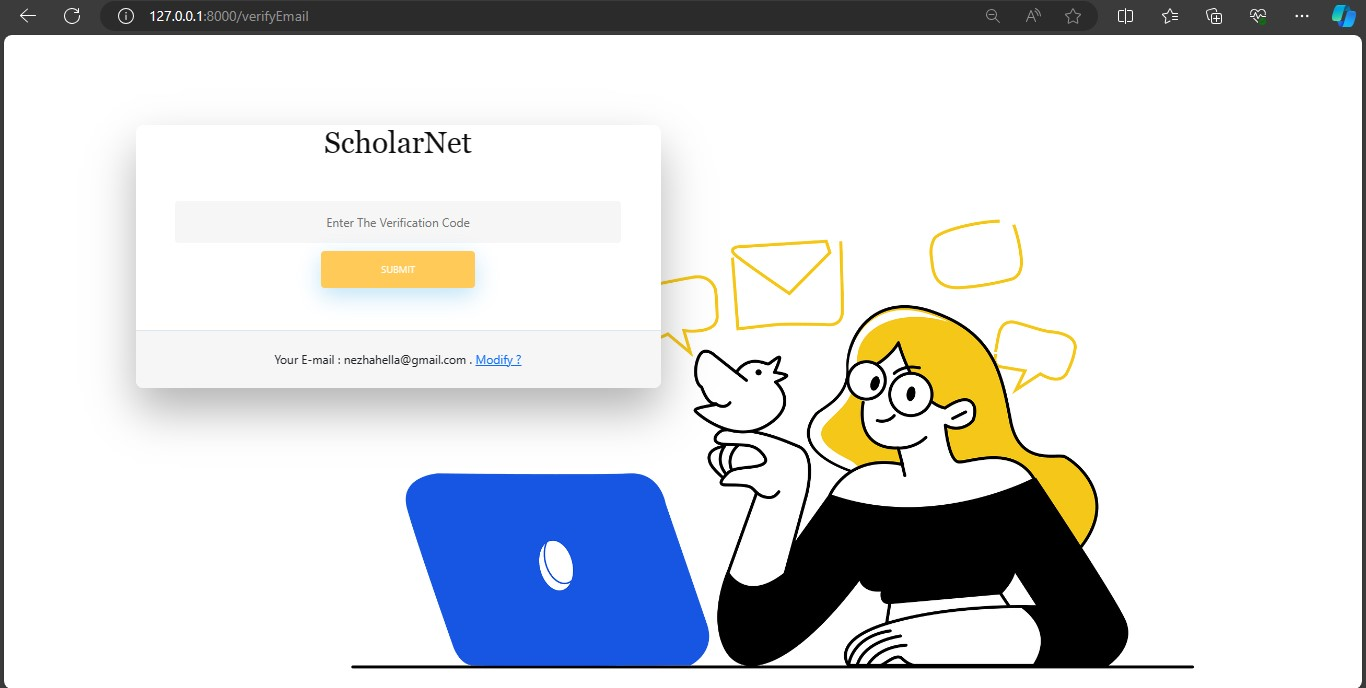 127.0.0.1:8000/verifyEmail
ScholarNet
Enter The Verification Code
SUBMIT
Your E-mail : nezhahella@gmail.com . Modify ?